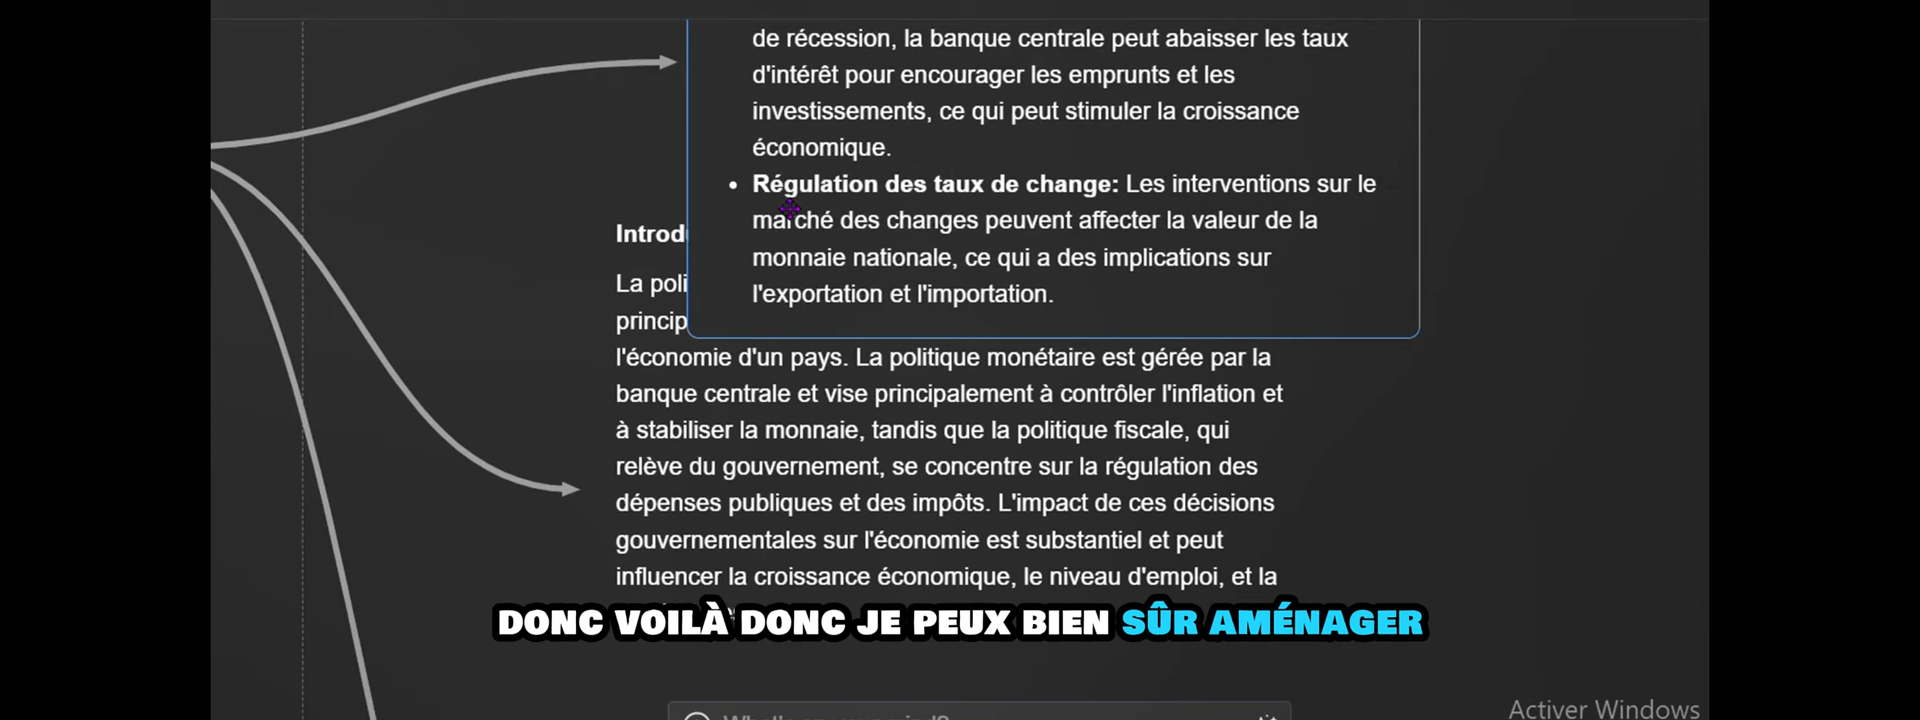 de récession, la banque centrale peut abaisser les taux
d'intérêt pour encourager les emprunts et les
investissements, ce qui peut stimuler la croissance
économique.
• Régulation des taux de change: Les interventions sur le
marché des changes peuvent affecter la valeur de la
monnaie nationale, ce qui a des implications sur
l'exportation et l'importation.
Introd
La poli
princip
l'économie d'un pays. La politique monétaire est gérée par la
banque centrale et vise principalement à contrôler l'inflation et
à stabiliser la monnaie, tandis que la politique fiscale, qui
relève du gouvernement, se concentre sur la régulation des
dépenses publiques et des impôts. L'impact de ces décisions
gouvernementales sur l'économie est substantiel et peut
influencer la croissance économique, le niveau d'emploi, et la
DONC VOILÀ DONC JE PEUX BIEN SÛR AMÉNAGER
Activer Windows